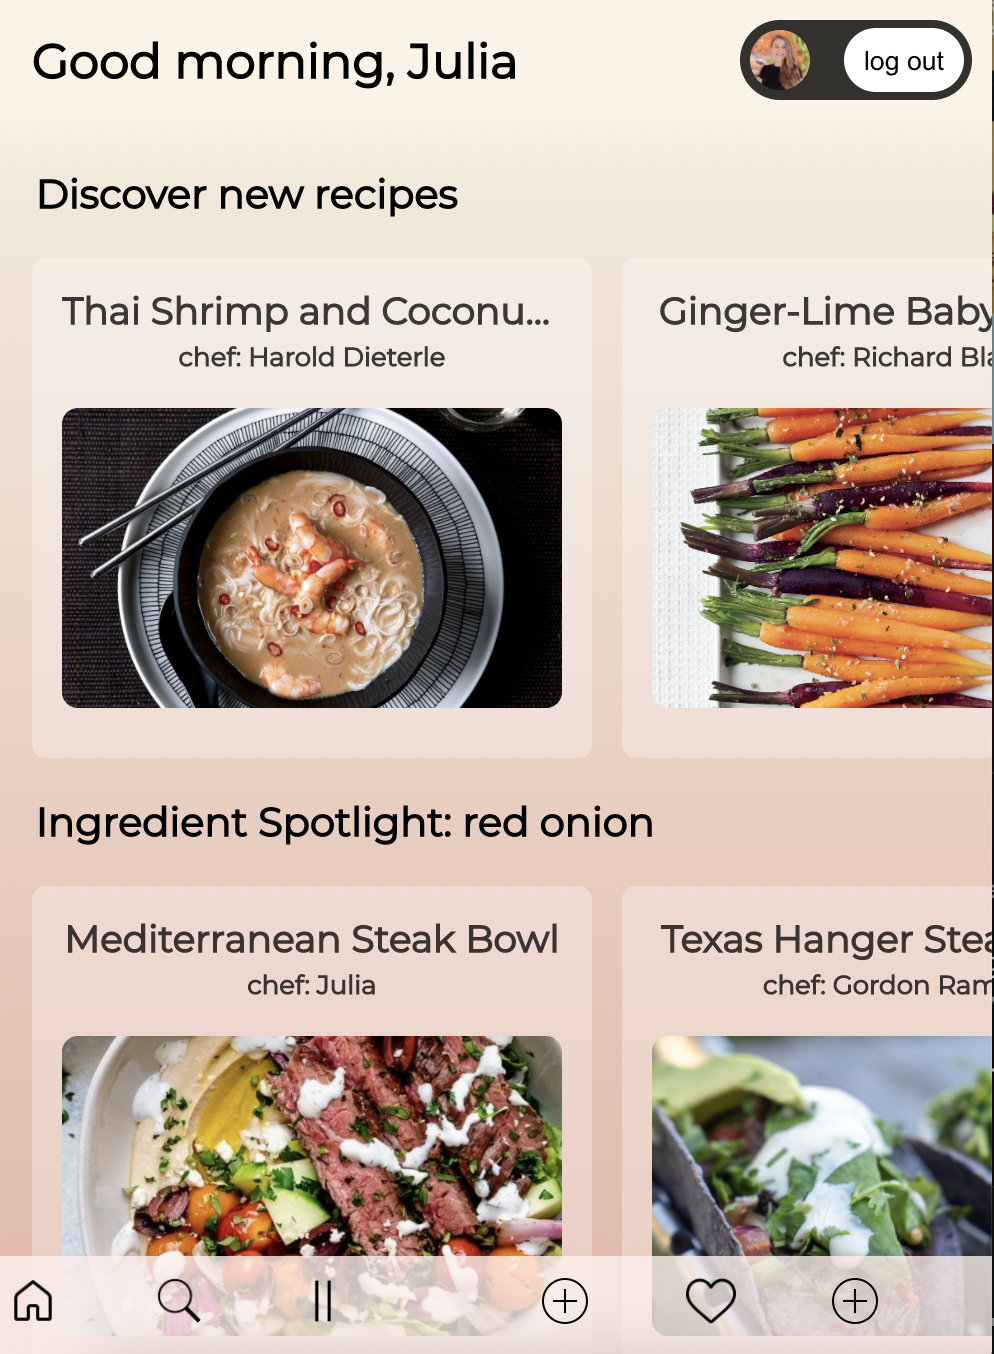 Good morning, Julia
log out
Discover new recipes
Thai Shrimp and Coconu...
chef: Harold Dieterle
Ginger-Lime Baby
chef: Richard Bla
Ingredient Spotlight: red onion
Mediterranean Steak Bowl
chef: Julia
Texas Hanger Stea
chef: Gordon Ram